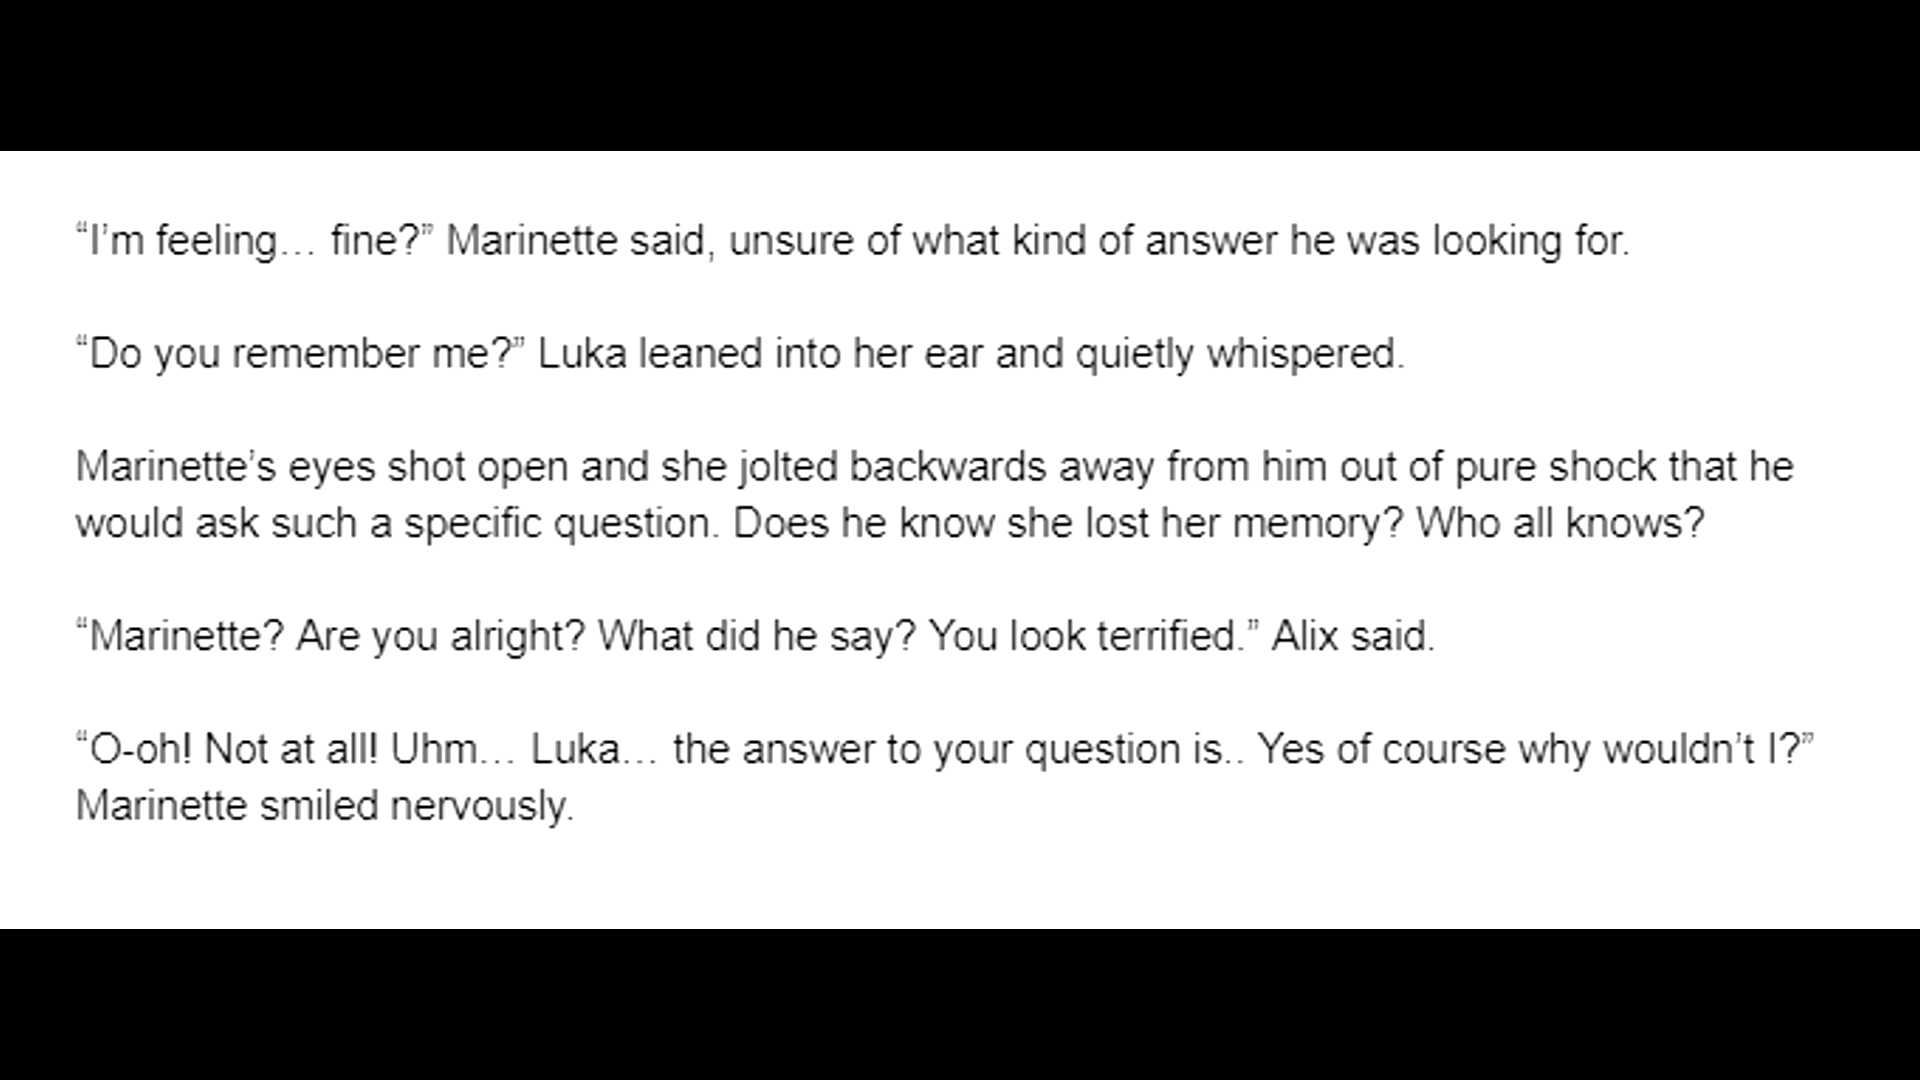 “I’m feeling… fine?” Marinette said, unsure of what kind of answer he was looking for.
“Do you remember me?” Luka leaned into her ear and quietly whispered.
Marinette’s eyes shot open and she jolted backwards away from him out of pure shock that he
would ask such a specific question. Does he know she lost her memory? Who all knows?
“Marinette? Are you alright? What did he say? You look terrified.” Alix said.
“O-oh! Not at all! Uhm… Luka… the answer to your question is.. Yes of course why wouldn’t I?”
Marinette smiled nervously.